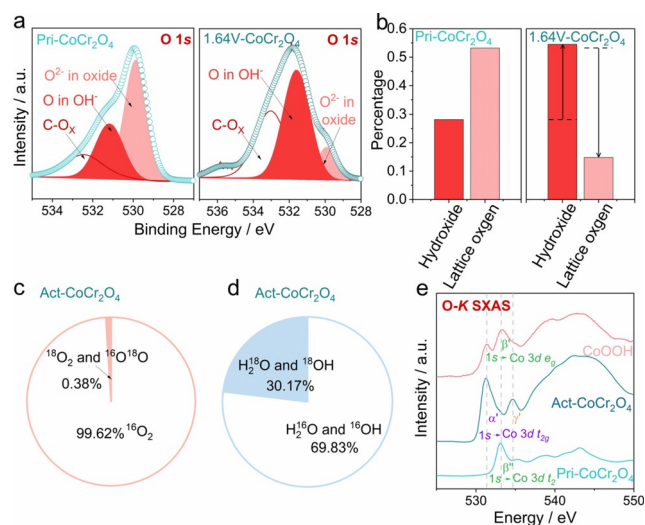 a
Pri-CoCr₂O₄
O 1s
O²⁻ in oxide
O in OH⁻
C-Oₓ
1.64V-CoCr₂O₄
O 1s
O in OH⁻
C-Oₓ
O²⁻ in
oxide
Intensity / a.u.
534 532 530 528
536 534 532 530 528
Binding Energy / eV
b
Pri-CoCr₂O₄
1.64V-CoCr₂O₄
Percentage
0.6
0.5
0.4
0.3
0.2
0.1
0.0
Hydroxide
Lattice oxgen
Hydroxide
Lattice oxgen
c
Act-CoCr₂O₄
¹⁸O₂ and ¹⁶O¹⁸O
0.38%
99.62% ¹⁶O₂
d
Act-CoCr₂O₄
H₂¹⁸O and ¹⁸OH
30.17%
H₂¹⁶O and ¹⁶OH
69.83%
e
O-K SXAS
β'
1s→Co 3d e_g
CoOOH
Act-CoCr₂O₄
α'
γ'
1s→Co 3d t₂g
β''
1s→Co 3d t₂
Pri-CoCr₂O₄
Intensity / a.u.
530 540 550
Energy / eV